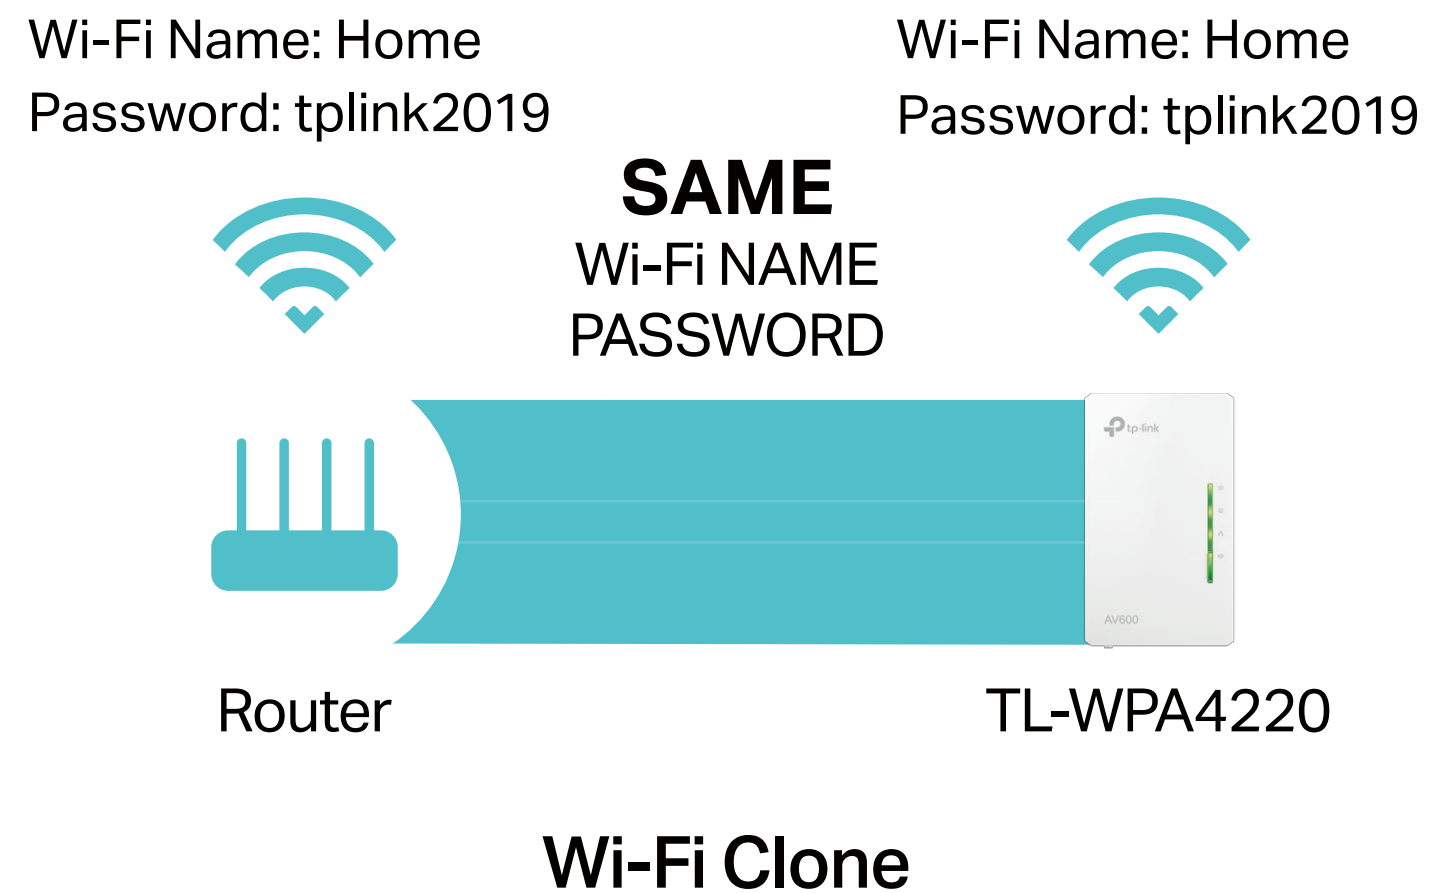 Wi-Fi Name: Home
Password: tplink2019
Wi-Fi Name: Home
Password: tplink2019
SAME
Wi-Fi NAME
PASSWORD
tp-link
AV600
Router
TL-WPA4220
Wi-Fi Clone